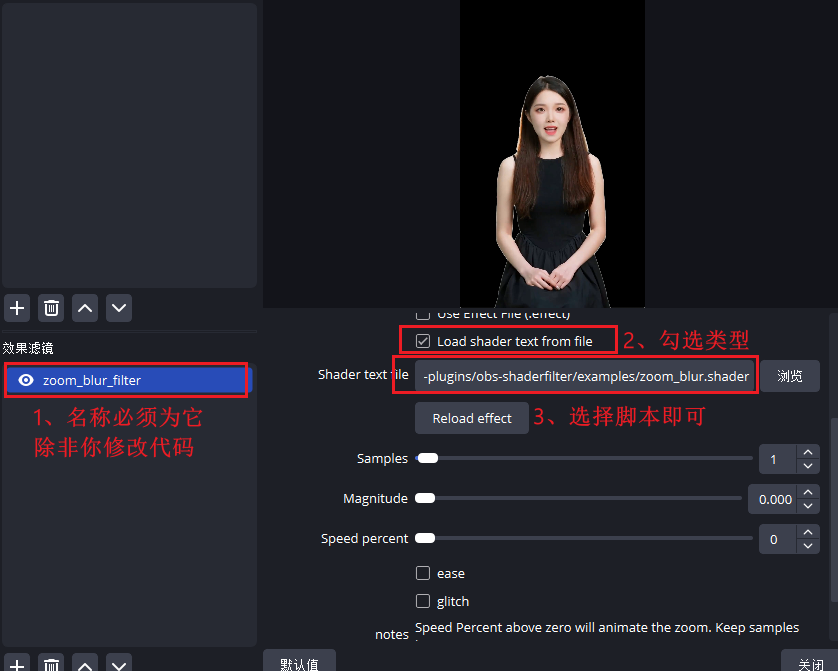 Use Effect File (.effect)
Load shader text from file
2、勾选类型
效果滤镜
Shader text file
-plugins/obs-shaderfilter/examples/zoom_blur.shader
浏览
zoom_blur_filter
1、名称必须为它
除非你修改代码
Reload effect
3、选择脚本即可
Samples
1
Magnitude
0.000
Speed percent
0
ease
glitch
notes
Speed Percent above zero will animate the zoom. Keep samples
默认值
关闭